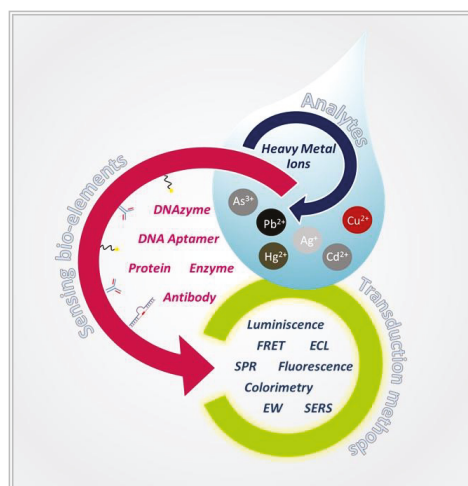 Analytes
Heavy Metal
Ions
As³⁺
Pb²⁺
Cu²⁺
Ag⁺
Hg²⁺
Cd²⁺
Sensing bio-elements
DNAzyme
DNA Aptamer
Protein Enzyme
Antibody
Transduction methods
Luminiscence
FRET ECL
SPR Fluorescence
Colorimetry
EW SERS